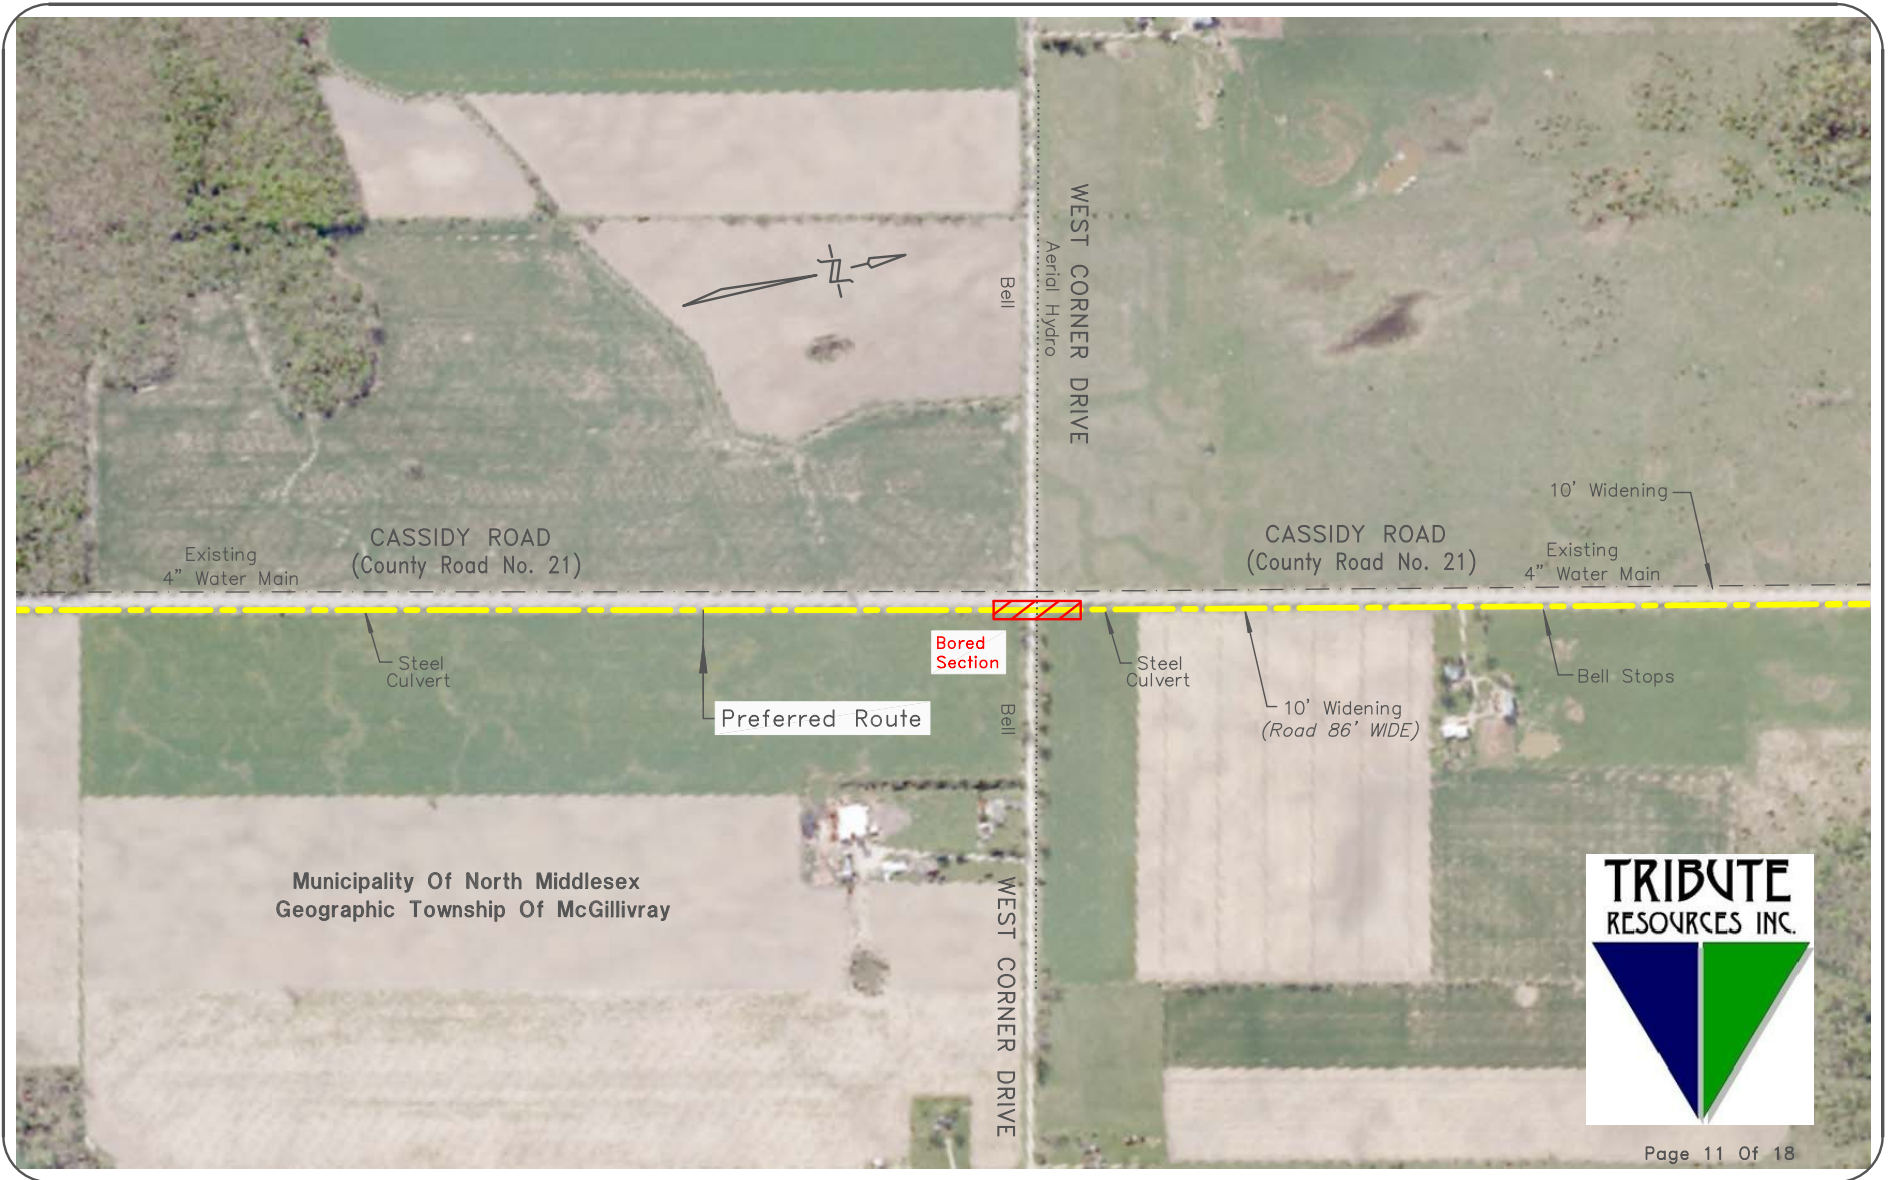 WEST CORNER DRIVE
Aerial Hydro
Bell
N
10' Widening
CASSIDY ROAD
(County Road No. 21)
Existing
4" Water Main
CASSIDY ROAD
(County Road No. 21)
Existing
4" Water Main
Bored
Section
Steel
Culvert
Steel
Culvert
Bell Stops
Preferred Route
Bell
10' Widening
(Road 86' WIDE)
Municipality Of North Middlesex
Geographic Township Of McGillivray
WEST CORNER DRIVE
TRIBUTE
RESOURCES INC.
Page 11 Of 18